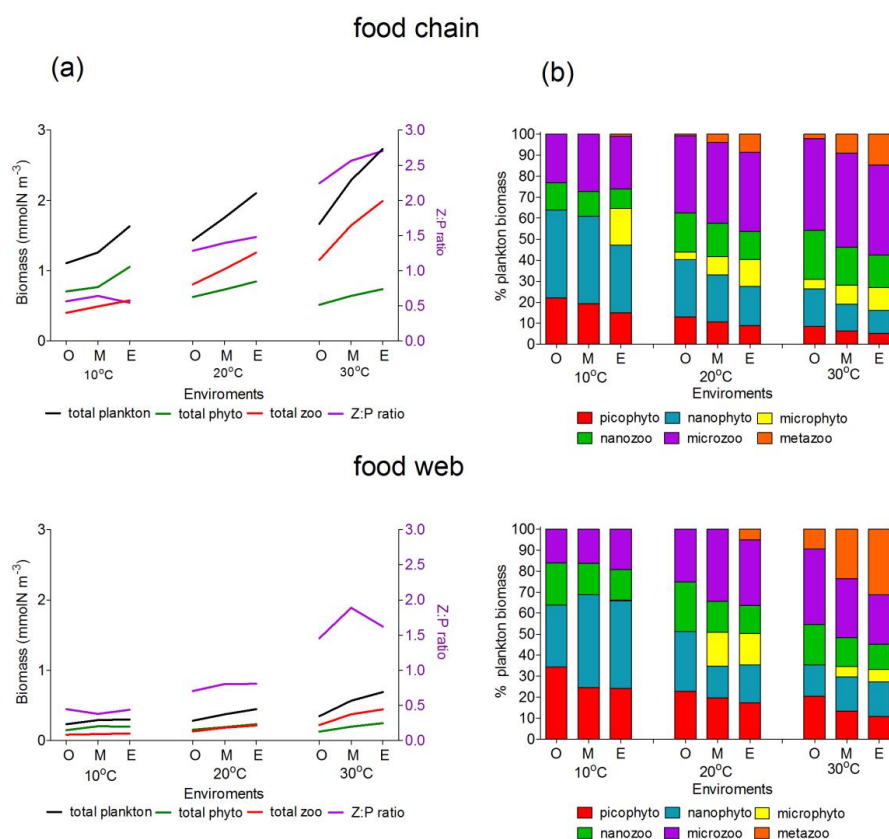 food chain
(a)
(b)
Biomass (mmolN m⁻³)
3
2
1
0
3.0
2.5
2.0
1.5
1.0
0.5
0.0
Z:P ratio
O M E O M E O M E
10°C 20°C 30°C
Enviroments
total plankton total phyto total zoo Z:P ratio
% plankton biomass
100
90
80
70
60
50
40
30
20
10
0
O M E O M E O M E
10°C 20°C 30°C
Enviroments
picophyto nanophyto microphyto
nanozoo microzoo metazoo
food web
Biomass (mmolN m⁻³)
3
2
1
0
3.0
2.5
2.0
1.5
1.0
0.5
0.0
Z:P ratio
O M E O M E O M E
10°C 20°C 30°C
Enviroments
total plankton total phyto total zoo Z:P ratio
% plankton biomass
100
90
80
70
60
50
40
30
20
10
0
O M E O M E O M E
10°C 20°C 30°C
Enviroments
picophyto nanophyto microphyto
nanozoo microzoo metazoo